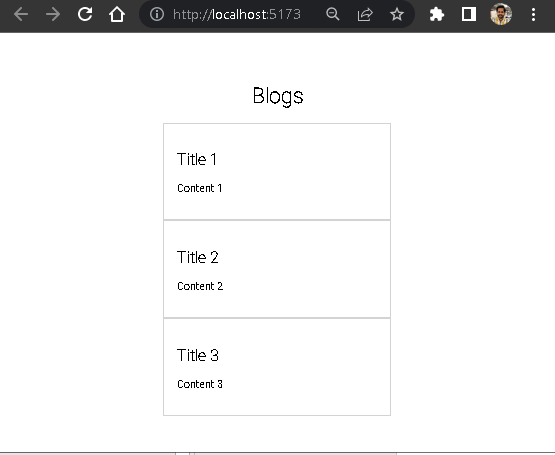 http://localhost:5173
Blogs
Title 1
Content 1
Title 2
Content 2
Title 3
Content 3